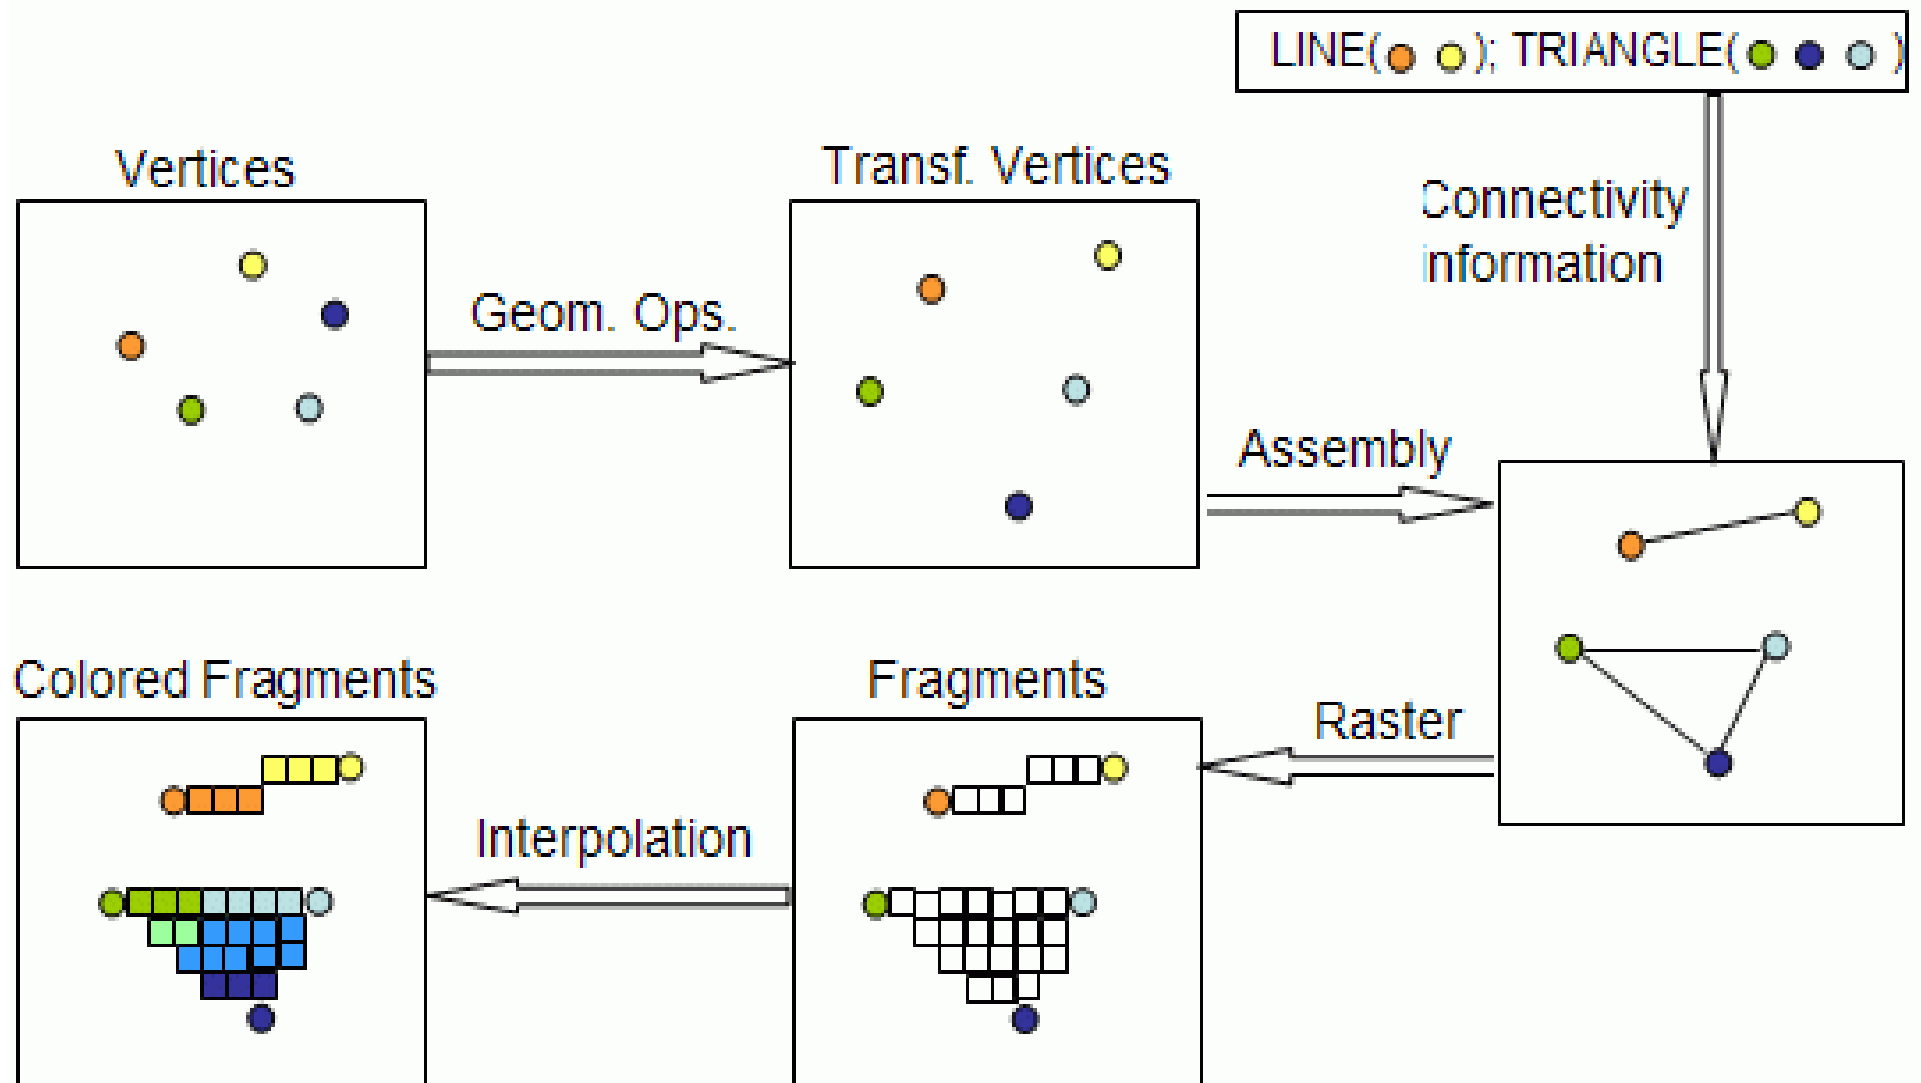 LINE( ); TRIANGLE( )
Vertices
Transf. Vertices
Connectivity
information
Geom. Ops.
Assembly
Colored Fragments
Fragments
Raster
Interpolation